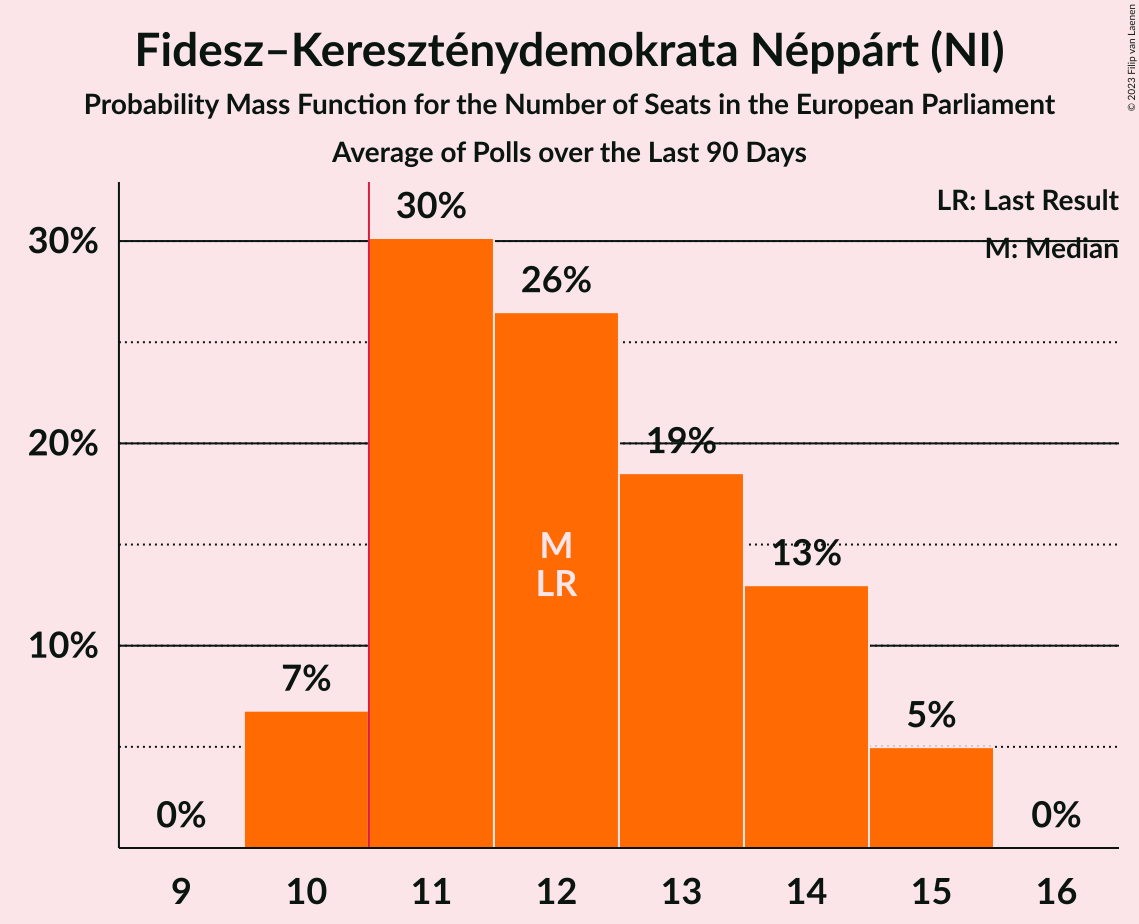 Fidesz–Kereszténydemokrata Néppárt (NI)
Probability Mass Function for the Number of Seats in the European Parliament
Average of Polls over the Last 90 Days
© 2023 Filip van Laenen
LR: Last Result
M: Median
30%
20%
10%
0%
7%
30%
26%
19%
13%
5%
0%
M
LR
9
10
11
12
13
14
15
16